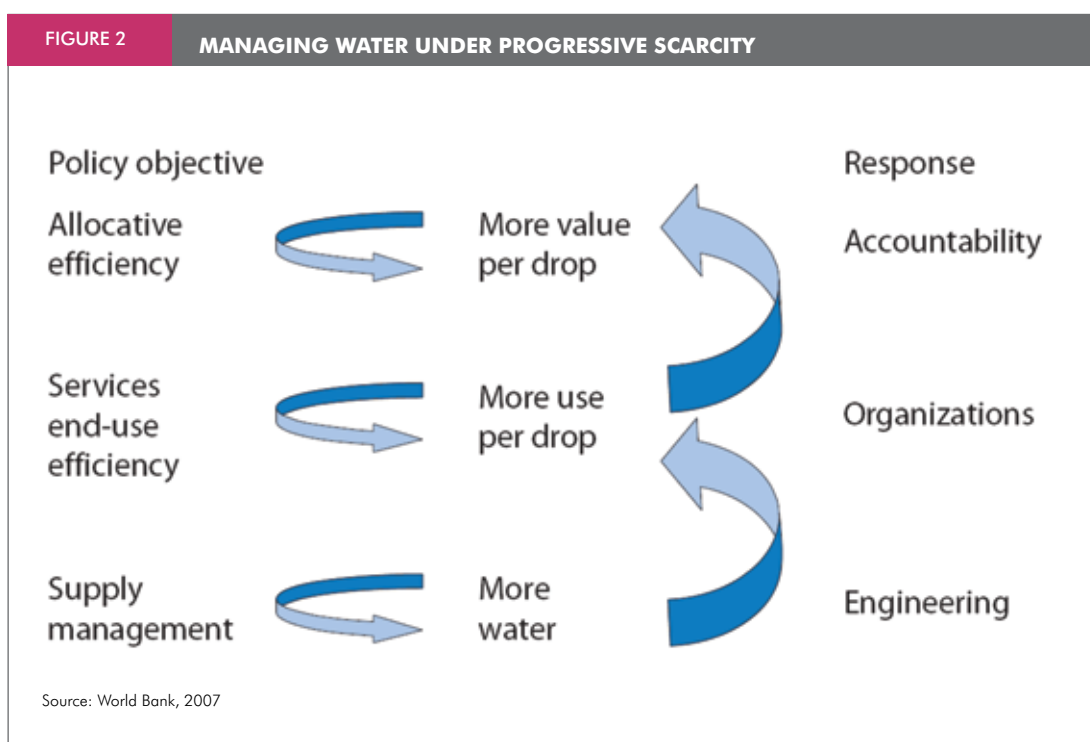 FIGURE 2
MANAGING WATER UNDER PROGRESSIVE SCARCITY
Policy objective
Response
Allocative
efficiency
More value
per drop
Accountability
Services
end-use
efficiency
More use
per drop
Organizations
Supply
management
More
water
Engineering
Source: World Bank, 2007